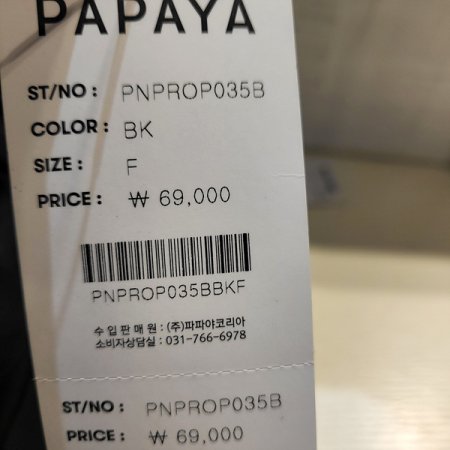 PAPAYA
ST/NO : PNPROP035B
COLOR : BK
SIZE : F
PRICE : ₩ 69,000
PNPROP035BBKF
수 입 판 매 원 : (주)파파야코리아
소비자상담실 : 031-766-6978
ST/NO : PNPROP035B
PRICE : ₩ 69,000